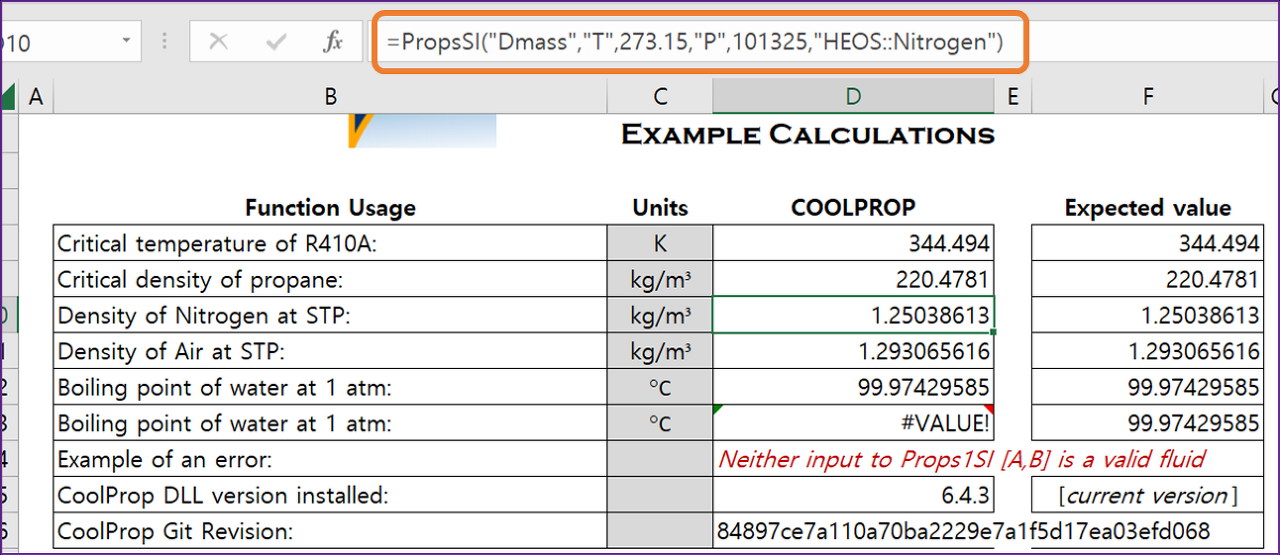 D10 fx =PropsSI("Dmass","T",273.15,"P",101325,"HEOS::Nitrogen")
A B C D E F
EXAMPLE CALCULATIONS
Function Usage Units COOLPROP Expected value
Critical temperature of R410A: K 344.494 344.494
Critical density of propane: kg/m³ 220.4781 220.4781
Density of Nitrogen at STP: kg/m³ 1.25038613 1.25038613
Density of Air at STP: kg/m³ 1.293065616 1.293065616
Boiling point of water at 1 atm: °C 99.97429585 99.97429585
Boiling point of water at 1 atm: °C #VALUE! 99.97429585
Example of an error: Neither input to Props1SI [A,B] is a valid fluid
CoolProp DLL version installed: 6.4.3 [current version]
CoolProp Git Revision: 84897ce7a110a70ba2229e7a1f5d17ea03efd068